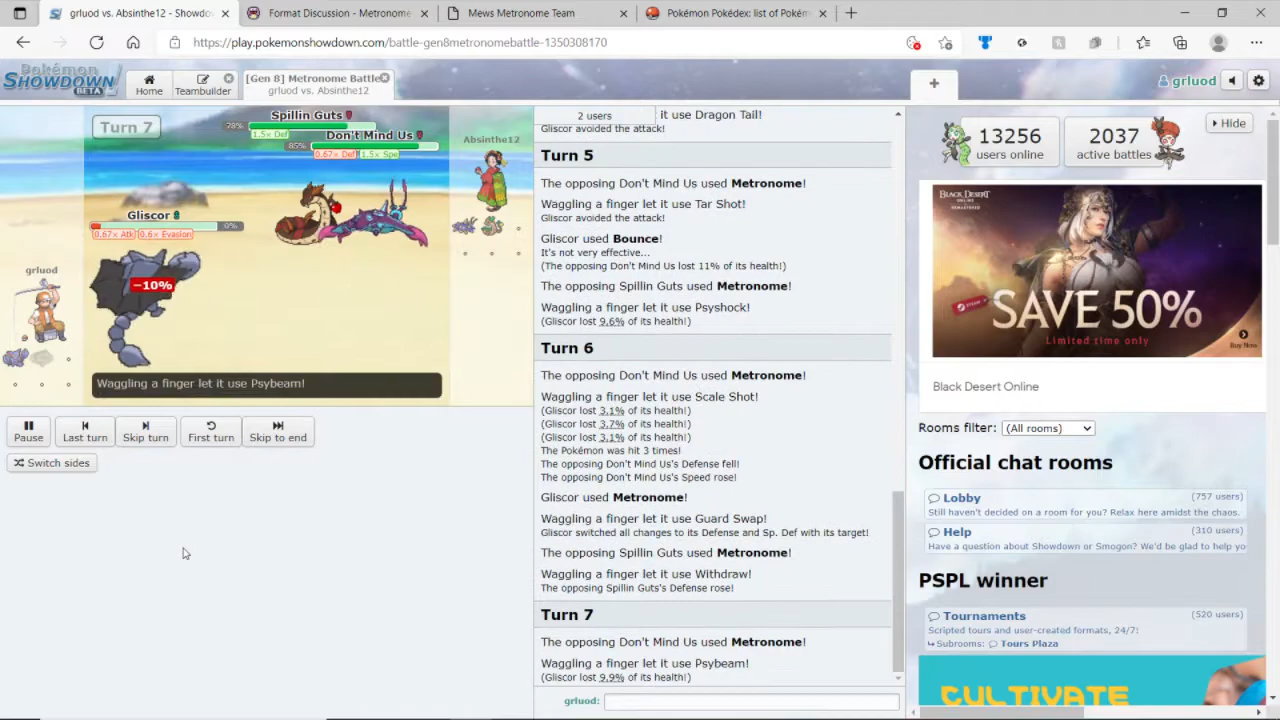 grluod vs. Absinthe12 - Showdow
Format Discussion - Metronome
Mews Metronome Team
Pokémon Pokédex: list of Pokém
https://play.pokemonshowdown.com/battle-gen8metronomebattle-1350308170
Pokémon
SHOWDOWN
BETA
Home
Teambuilder
[Gen 8] Metronome Battle
grluod vs. Absinthe12
grluod
Turn 7
Spillin Guts
78%
1.5× Def
Don't Mind Us
85%
0.67× Def
1.5× Spe
Absinthe12
Gliscor
0%
0.67× Atk
0.6× Evasion
grluod
−10%
Waggling a finger let it use Psybeam!
Pause
Last turn
Skip turn
First turn
Skip to end
Switch sides
2 users
it use Dragon Tail!
Gliscor avoided the attack!
Turn 5
The opposing Don't Mind Us used Metronome!
Waggling a finger let it use Tar Shot!
Gliscor avoided the attack!
Gliscor used Bounce!
It's not very effective...
(The opposing Don't Mind Us lost 11% of its health!)
The opposing Spillin Guts used Metronome!
Waggling a finger let it use Psyshock!
(Gliscor lost 9.6% of its health!)
Turn 6
The opposing Don't Mind Us used Metronome!
Waggling a finger let it use Scale Shot!
(Gliscor lost 3.1% of its health!)
(Gliscor lost 3.7% of its health!)
(Gliscor lost 3.1% of its health!)
The Pokémon was hit 3 times!
The opposing Don't Mind Us's Defense fell!
The opposing Don't Mind Us's Speed rose!
Gliscor used Metronome!
Waggling a finger let it use Guard Swap!
Gliscor switched all changes to its Defense and Sp. Def with its target!
The opposing Spillin Guts used Metronome!
Waggling a finger let it use Withdraw!
The opposing Spillin Guts's Defense rose!
Turn 7
The opposing Don't Mind Us used Metronome!
Waggling a finger let it use Psybeam!
(Gliscor lost 9.9% of its health!)
grluod:
13256
users online
2037
active battles
Hide
BLACK DESERT
ONLINE
REMASTERED
STEAM
SAVE 50%
Limited time only
Buy Now
Black Desert Online
Rooms filter:
(All rooms)
Official chat rooms
Lobby
(757 users)
Still haven't decided on a room for you? Relax here amidst the chaos.
Help
(310 users)
Have a question about Showdown or Smogon? We'd be glad to help yo
PSPL winner
Tournaments
(520 users)
Scripted tours and user-created formats, 24/7!
Subrooms: Tours Plaza
CULTIVATE